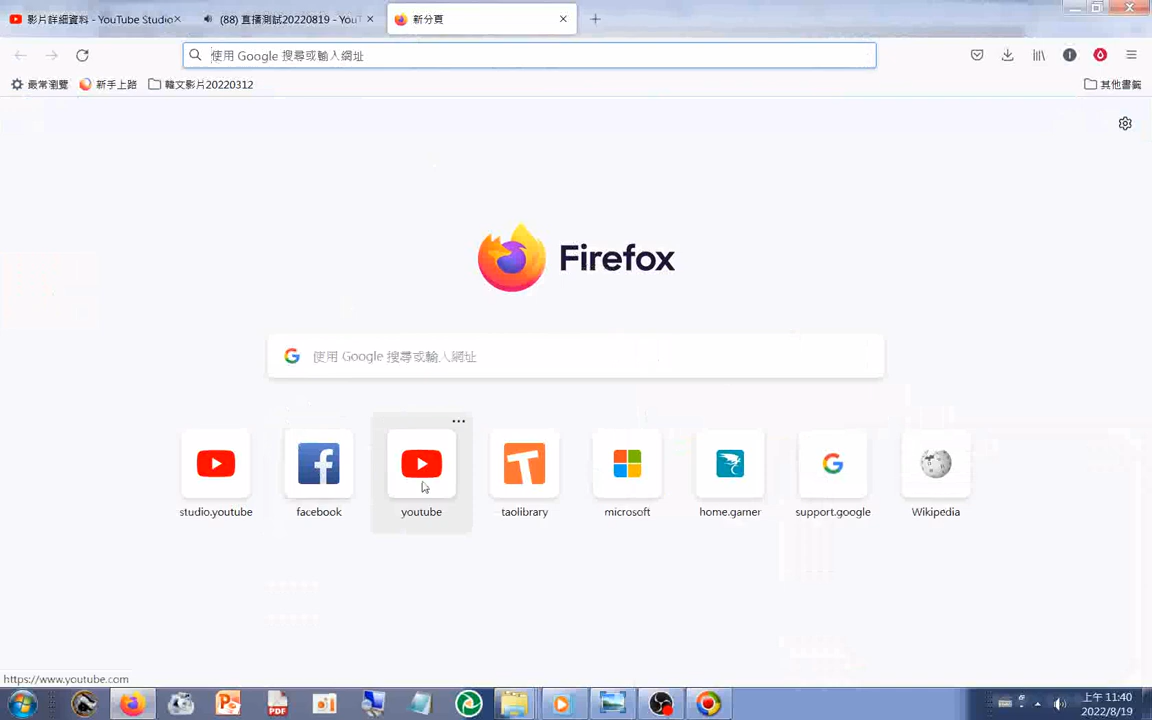 影片詳細資料 - YouTube Studio
(88) 直播測試20220819 - YouT
新分頁
使用 Google 搜尋或輸入網址
最常瀏覽
新手上路
韓文影片20220312
其他書籤
Firefox
使用 Google 搜尋或輸入網址
studio.youtube
facebook
youtube
taolibrary
microsoft
home.gamer
support.google
Wikipedia
https://www.youtube.com
上午 11:40
2022/8/19